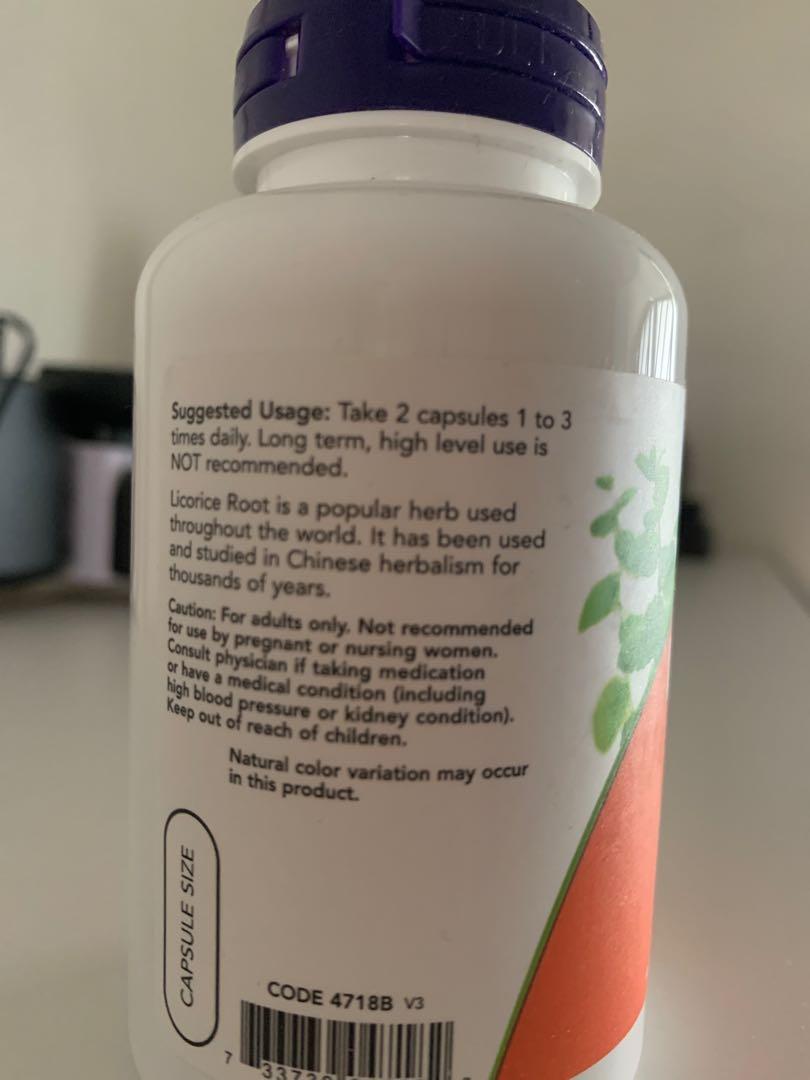 Suggested Usage: Take 2 capsules 1 to 3
times daily. Long term, high level use is
NOT recommended.
Licorice Root is a popular herb used
throughout the world. It has been used
and studied in Chinese herbalism for
thousands of years.
Caution: For adults only. Not recommended
for use by pregnant or nursing women.
Consult physician if taking medication
or have a medical condition (including
high blood pressure or kidney condition).
Keep out of reach of children.
Natural color variation may occur
in this product.
CAPSULE SIZE
CODE 4718B V3
7